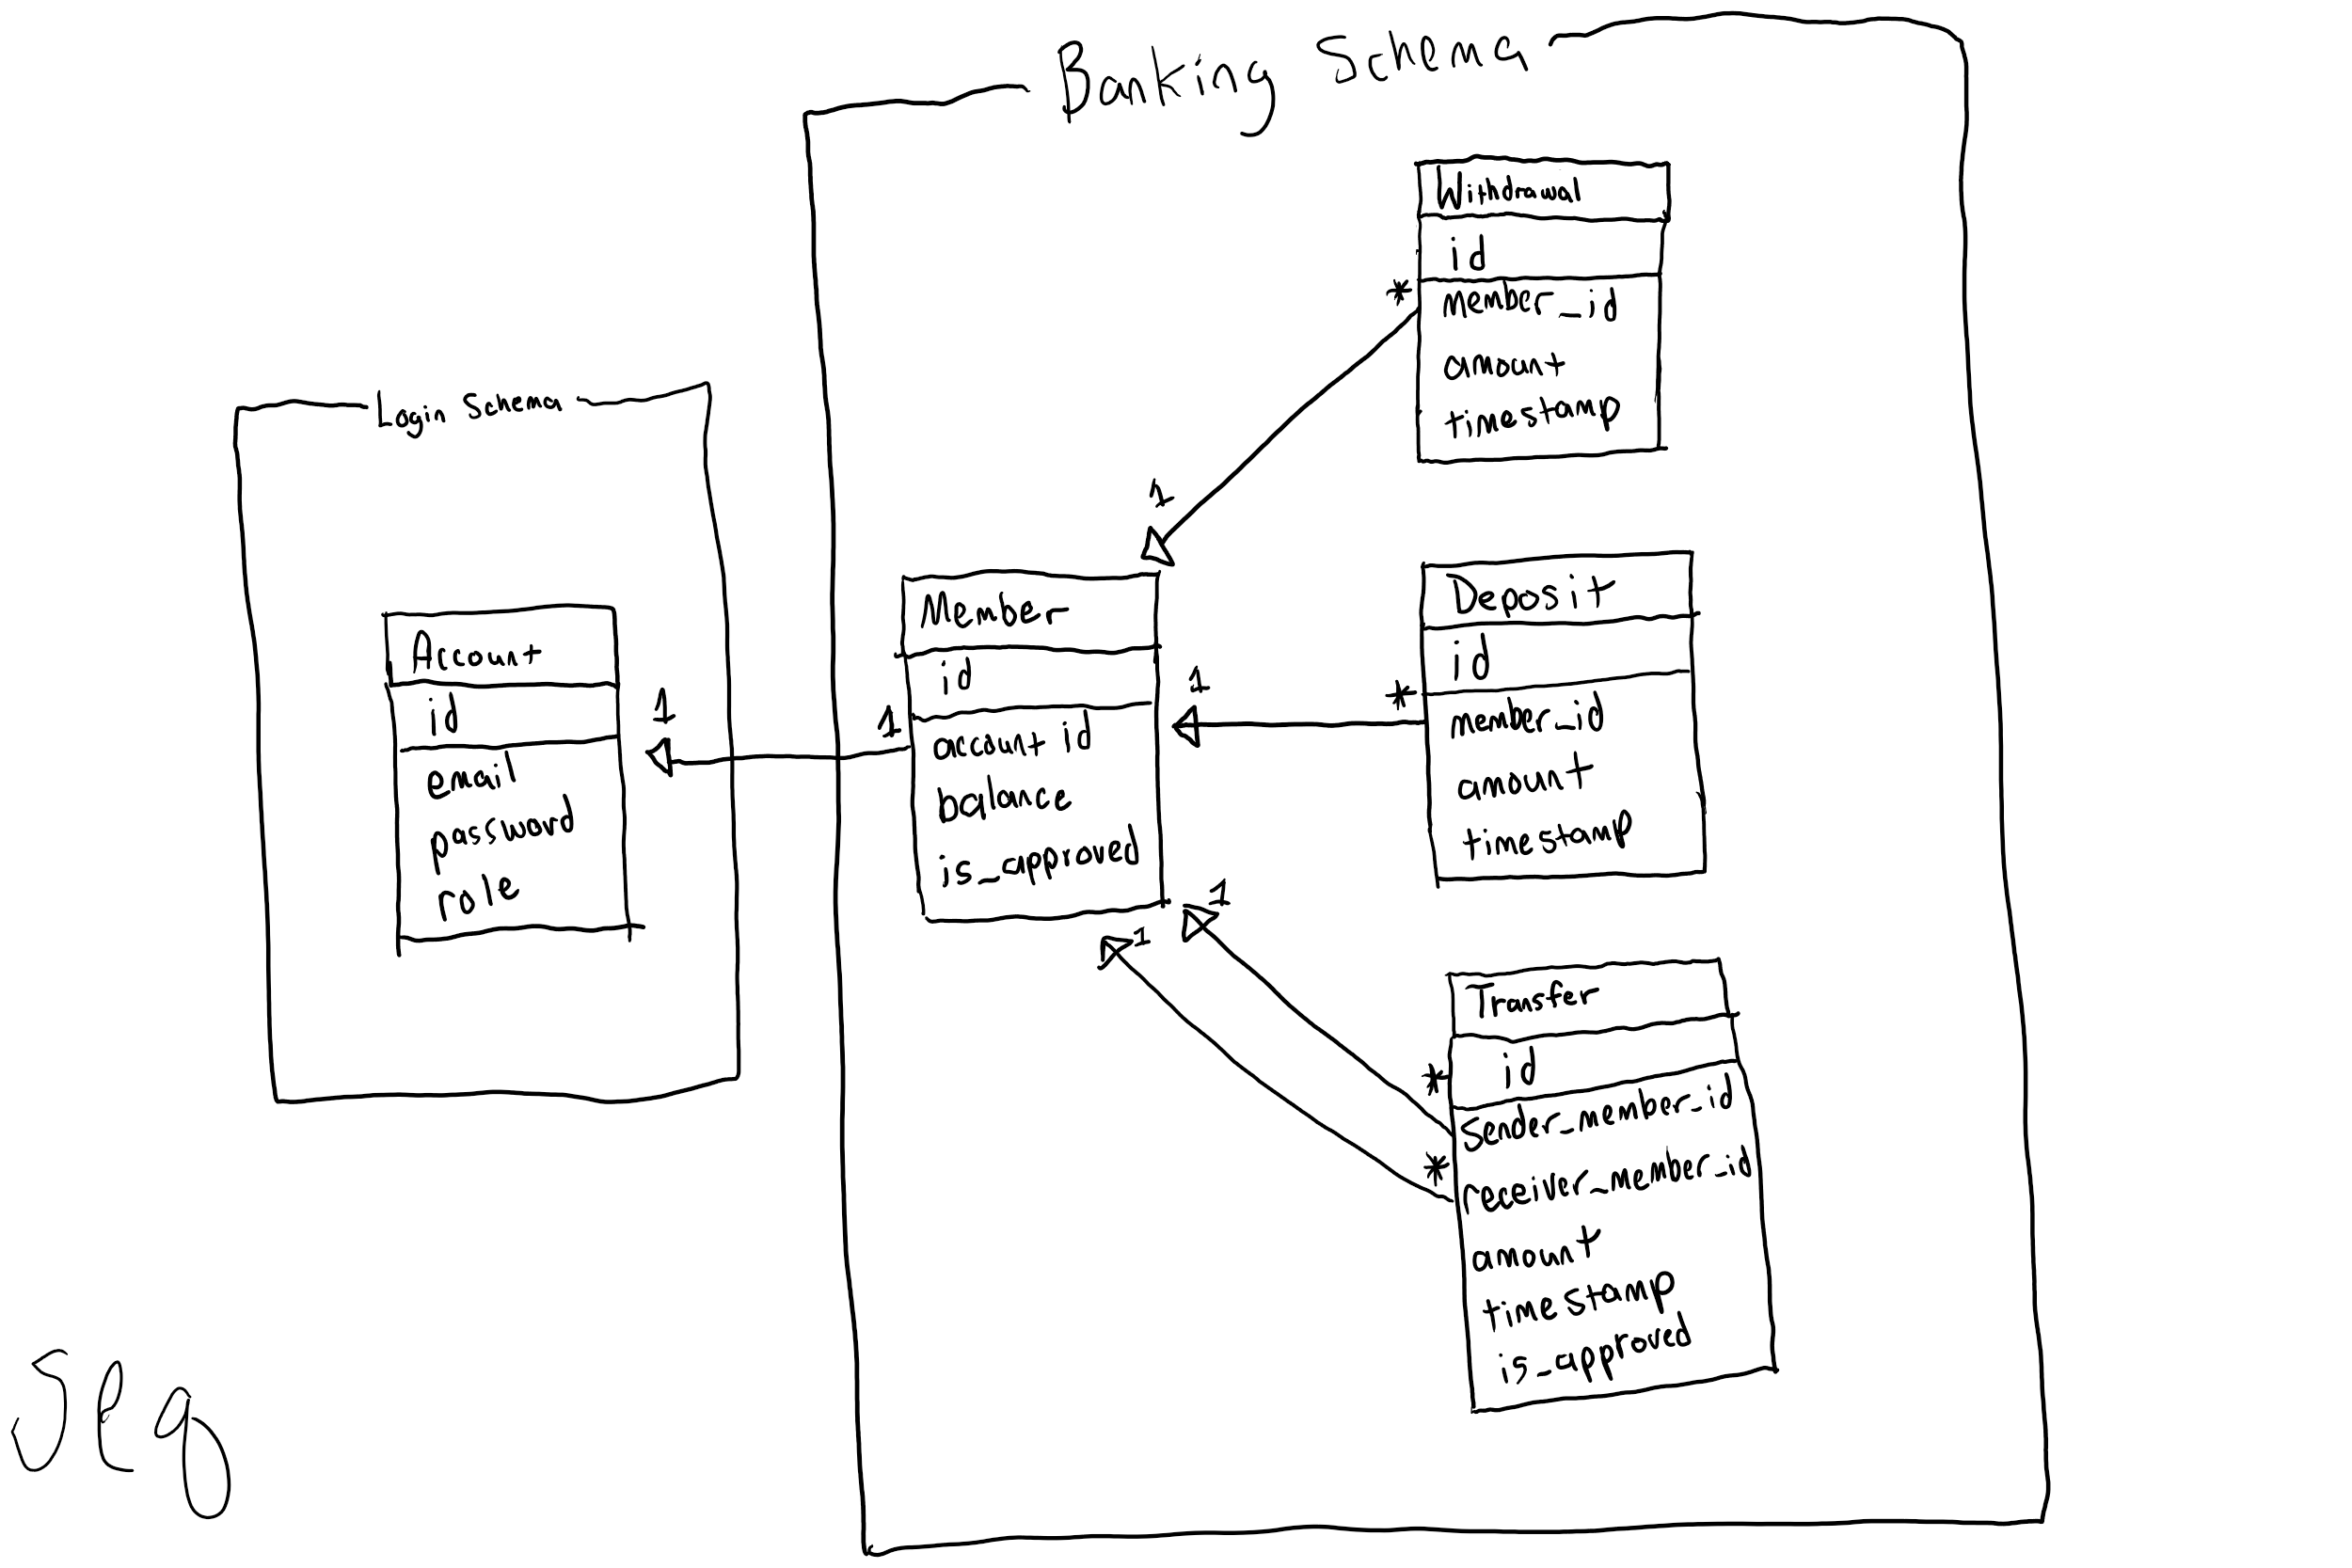 Banking Schema
Login Schema
Account
id
email
password
role
1
1
Member
id
account id
balance
is_approved
1
1
1
1
Withdrawal
id
*
member_id
amount
timestamp
Deposit
id
*
member_id
amount
timestamp
Transfer
id
*
Sender_member_id
*
receiver_member_id
amount
timestamp
is_approved